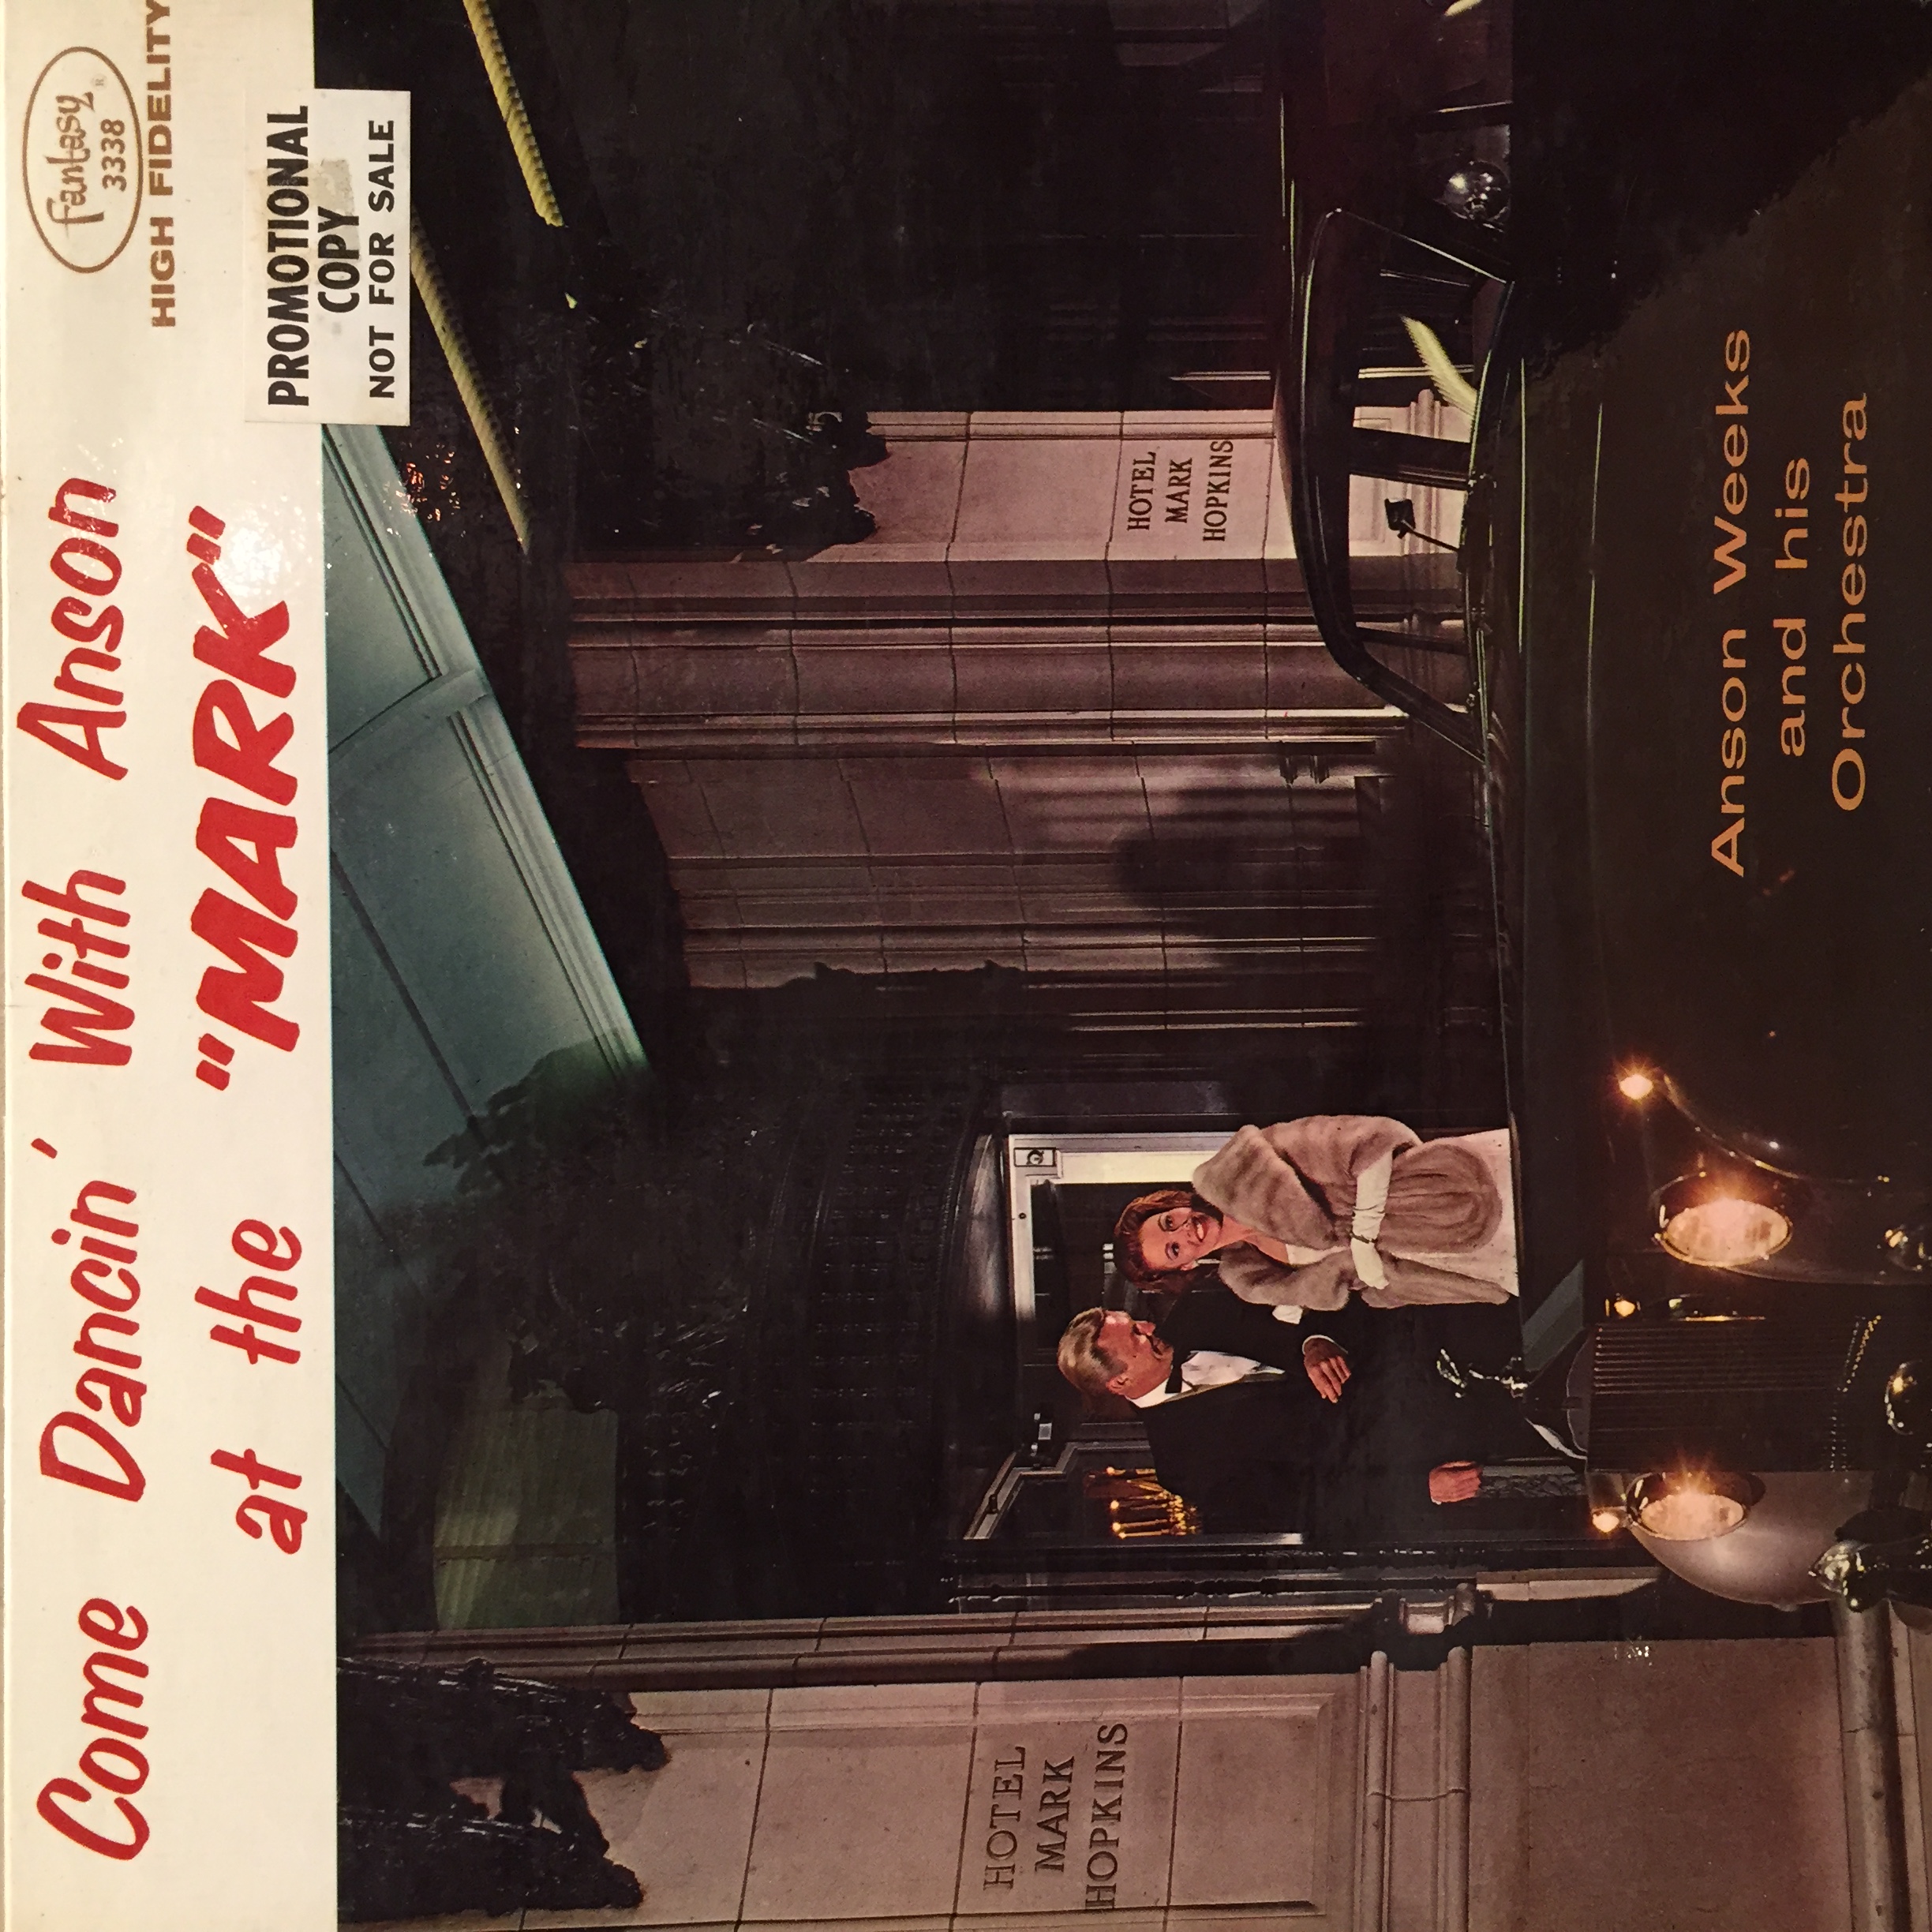 Come Dancin' With Anson
at the "MARK"
Fantasy
3338
HIGH FIDELITY
PROMOTIONAL
COPY
NOT FOR SALE
HOTEL
MARK
HOPKINS
HOTEL
MARK
HOPKINS
Anson Weeks
and his
Orchestra